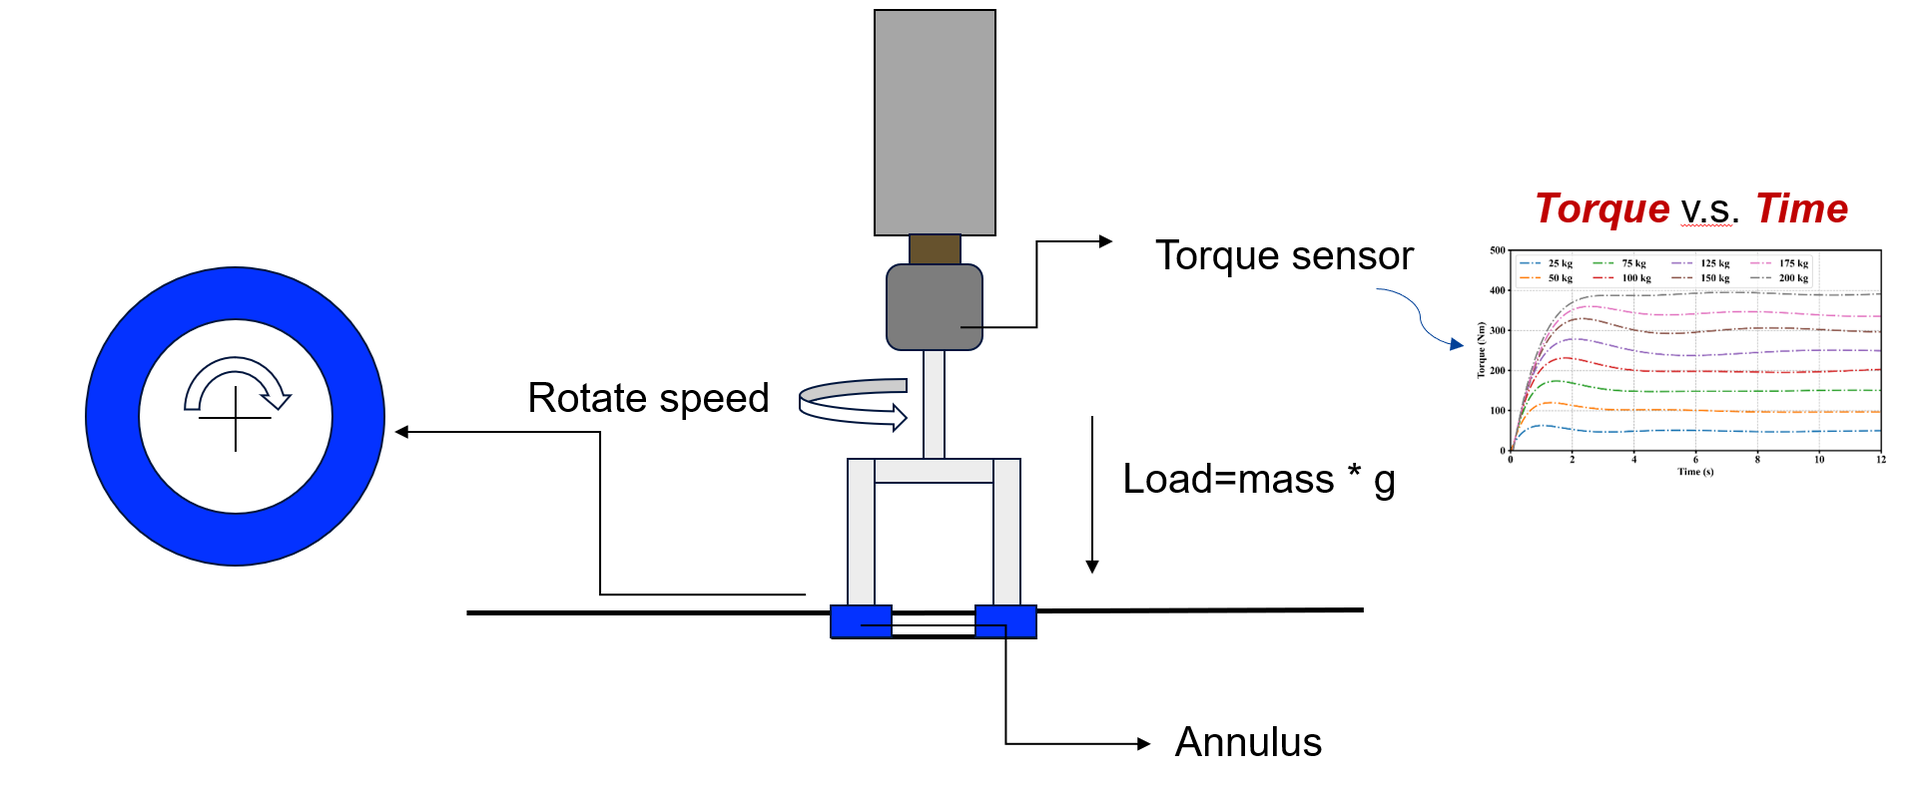 Torque v.s. Time
Torque sensor
500
25 kg 75 kg 125 kg 175 kg
50 kg 100 kg 150 kg 200 kg
400
300
200
100
0
Torque (Nm)
0 2 4 6 8 10 12
Time (s)
Rotate speed
Load=mass * g
Annulus